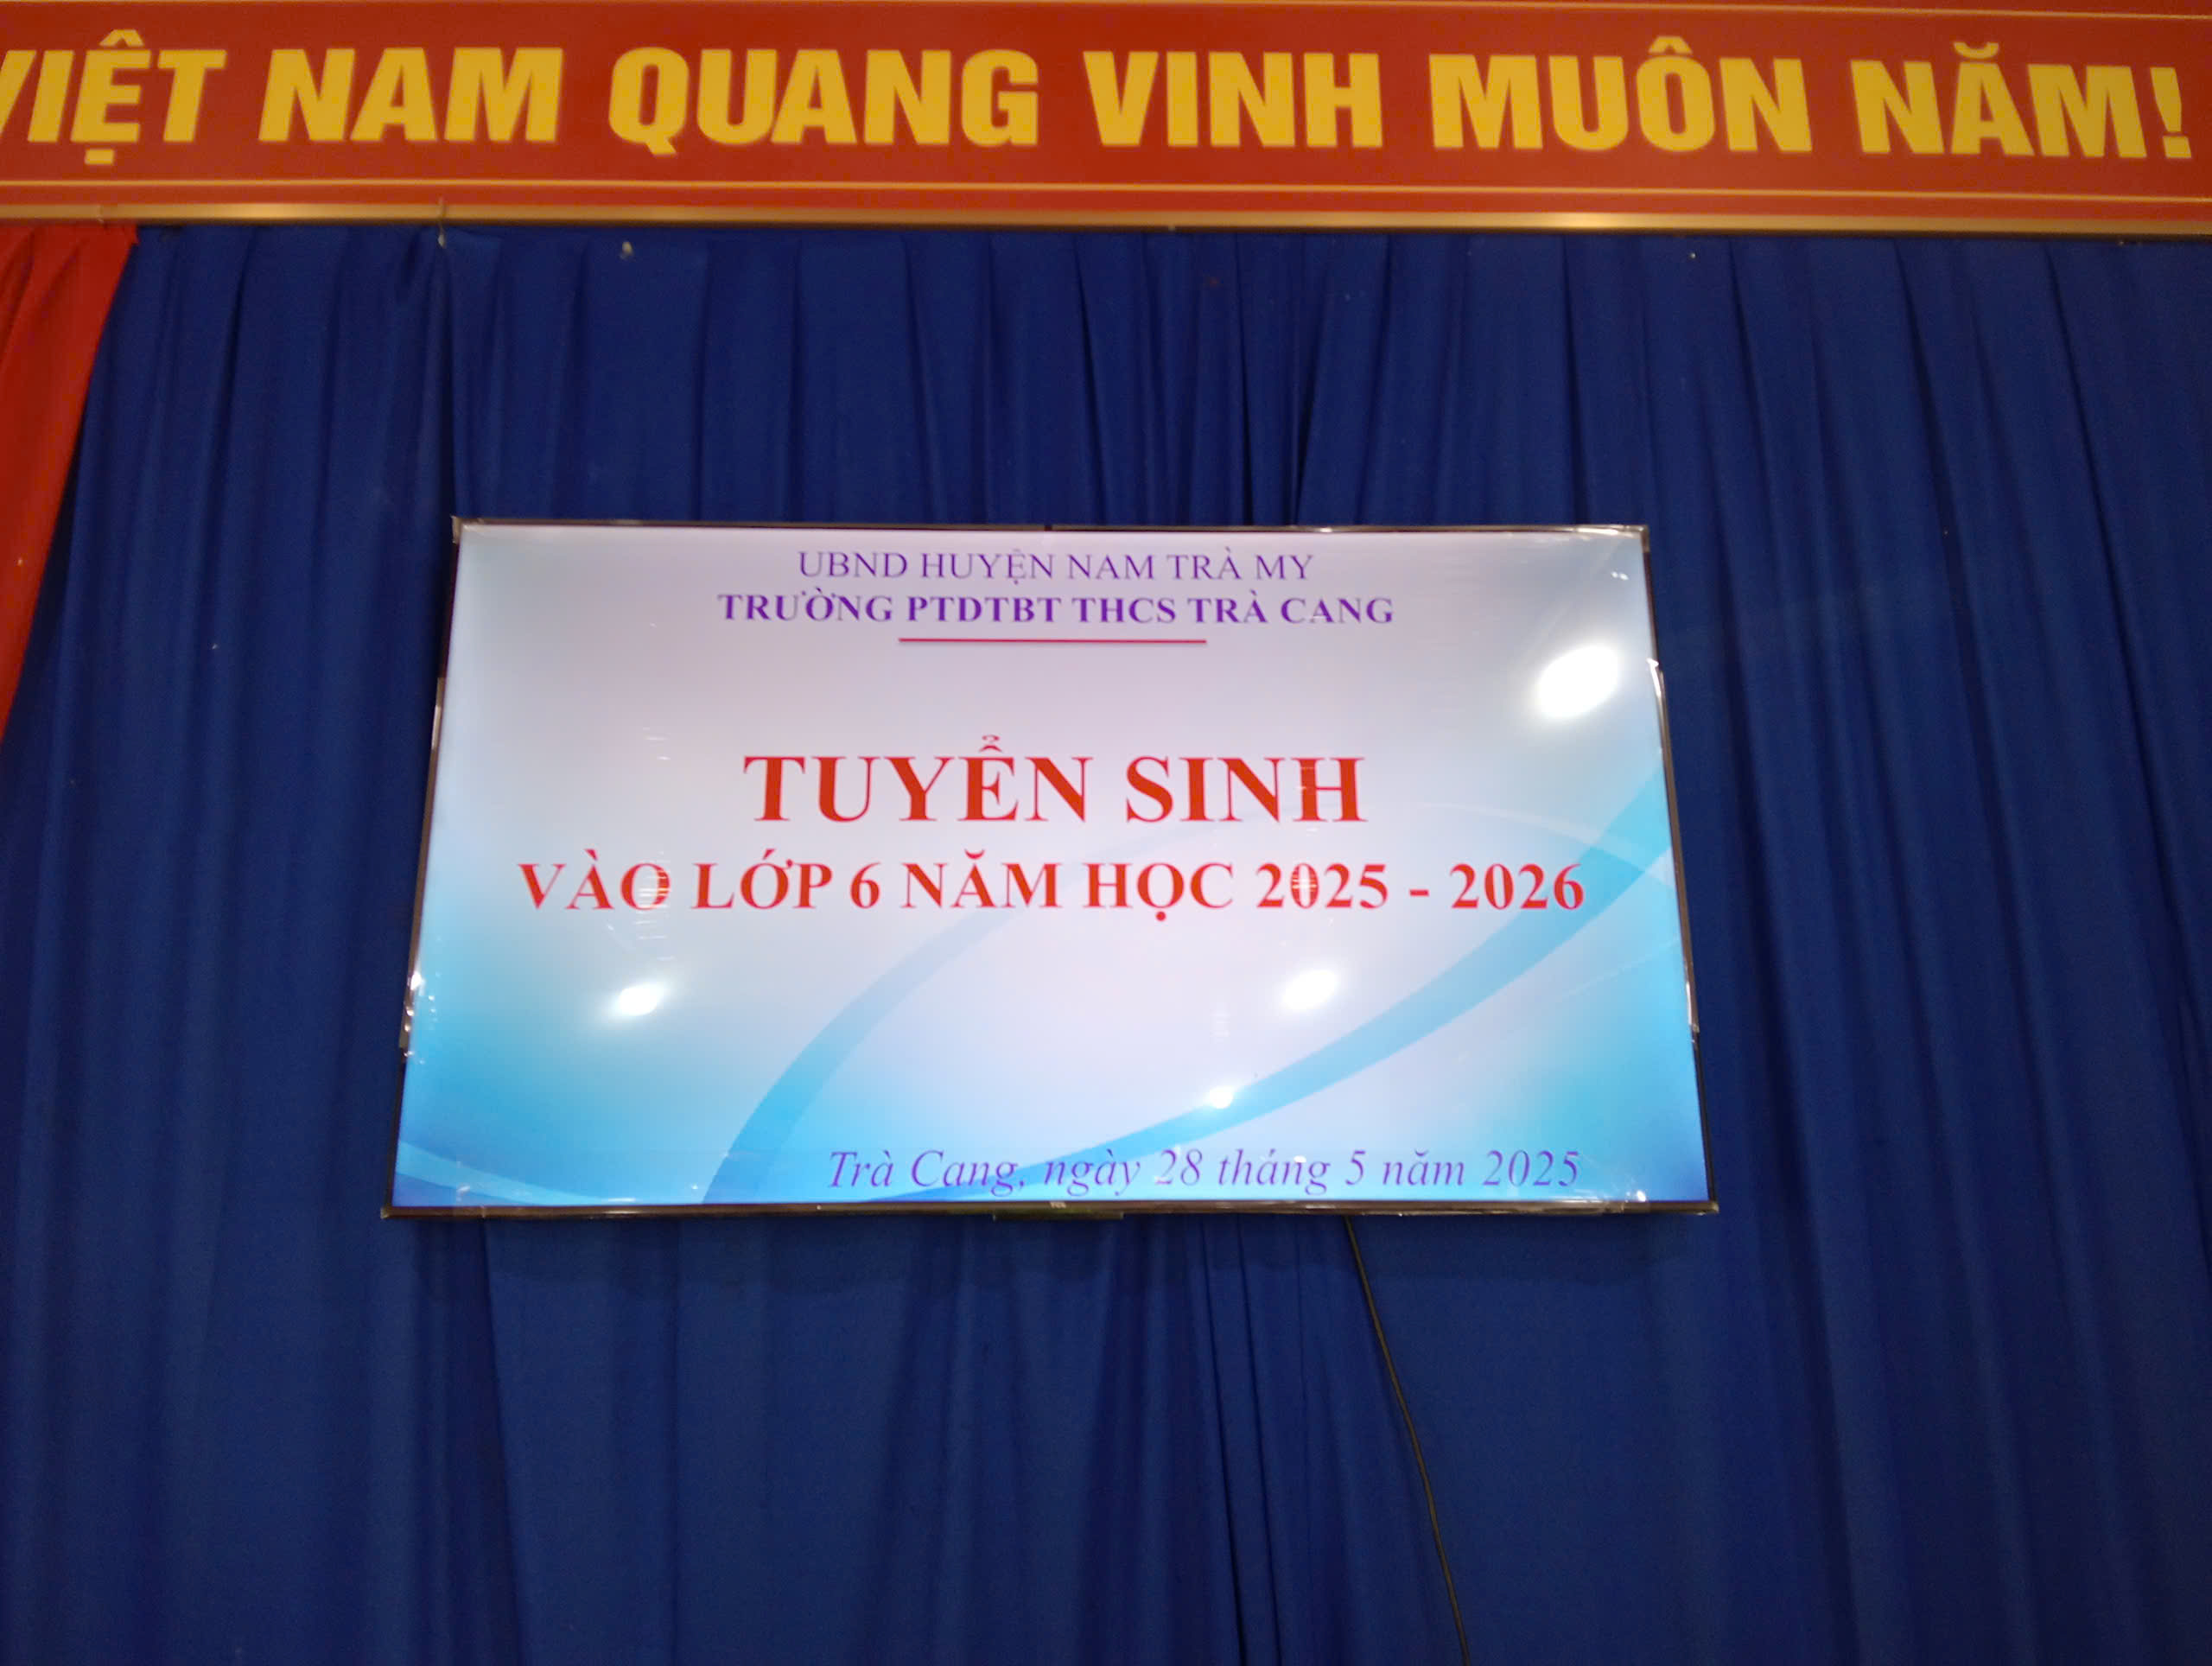 VIỆT NAM QUANG VINH MUÔN NĂM!
UBND HUYỆN NAM TRÀ MY
TRƯỜNG PTDTBT THCS TRÀ CANG
TUYỂN SINH
VÀO LỚP 6 NĂM HỌC 2025 - 2026
Trà Cang, ngày 28 tháng 5 năm 2025